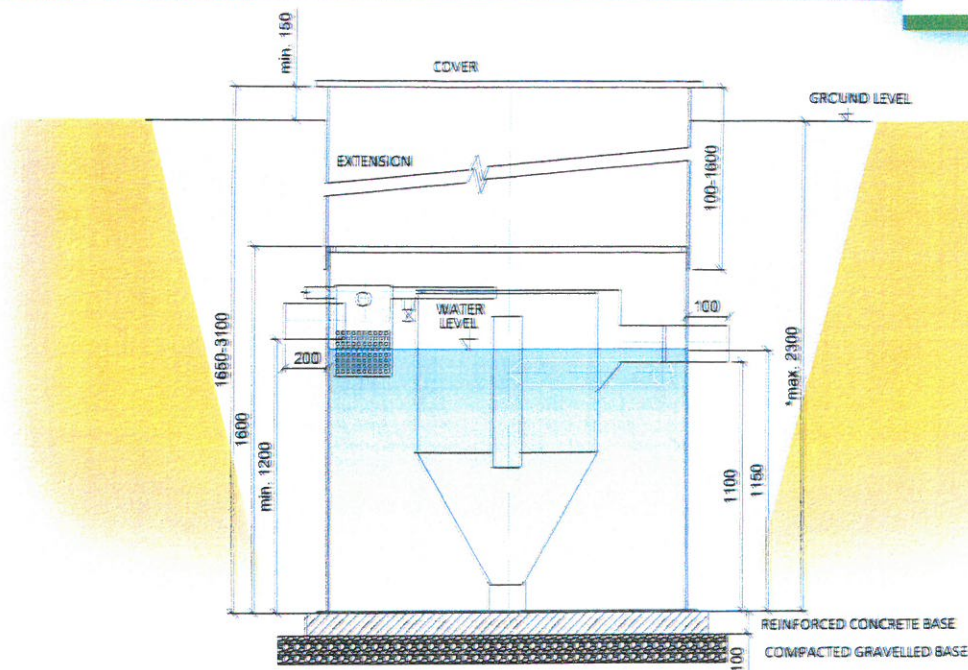 min. 150
COVER
GROUND LEVEL
EXTENSION
100-1600
WATER
LEVEL
100
200
1650-3100
1600
min. 1200
*max. 2300
1100
1150
REINFORCED CONCRETE BASE
100
COMPACTED GRAVELLED BASE